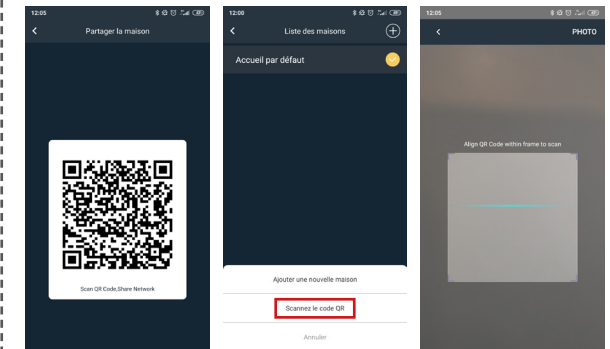 12:05
Partager la maison
Scan QR Code,Share Network
12:00
Liste des maisons
Accueil par défaut
Ajouter une nouvelle maison
Scannez le code QR
Annuler
12:05
PHOTO
Align QR Code within frame to scan